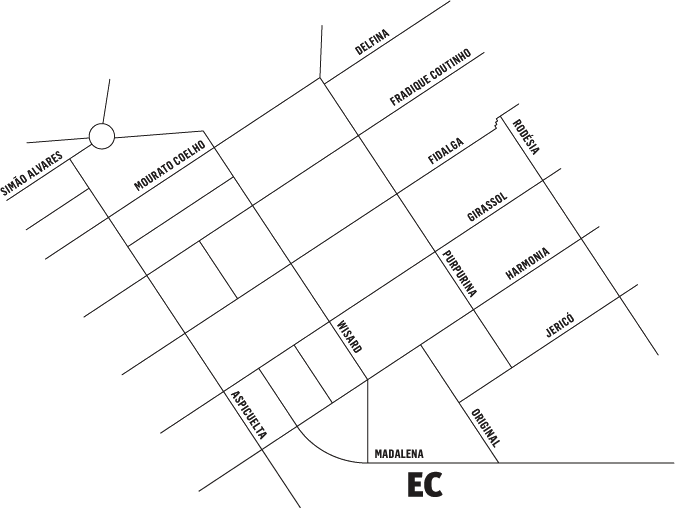 DELFINA
FRADIQUE COUTINHO
FIDALGA
RODÉSIA
SIMÃO ALVARES
MOURATO COELHO
GIRASSOL
PURPURINA
HARMONIA
JERICÓ
WISARD
ASPICUELTA
ORIGINAL
MADALENA
EC